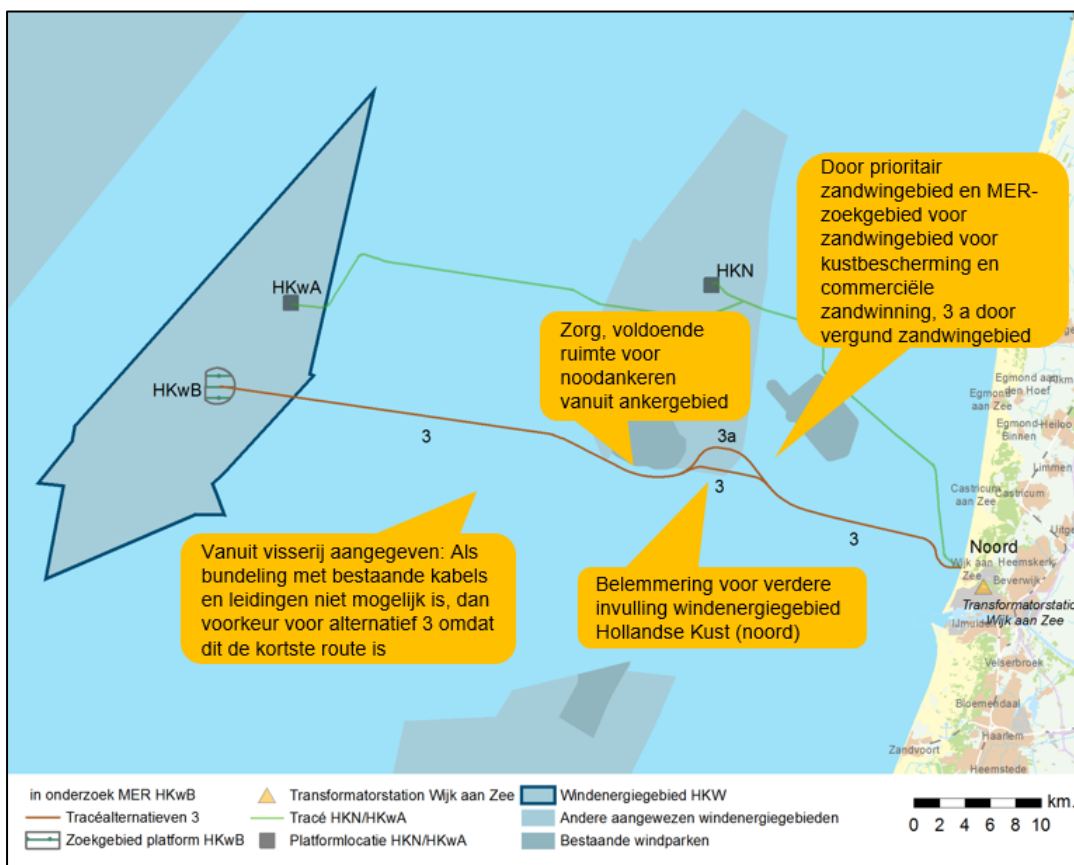 Door prioritair
zandwingebied en MER-
zoekgebied voor
zandwingebied voor
kustbescherming en
commerciële
zandwinning, 3 a door
vergund zandwingebied
HKN
HKwA
Zorg, voldoende
ruimte voor
noodankeren
vanuit ankergebied
HKwB
3
3a
3
3
Egmond aan
den Hoef
Egmond
aan Zee
Egmond-
Binnen
Heiloo
Limmen
Castricum
aan Zee
Castricum
Noord
Wijk aan
Zee
Heemskerk
Beverwijk
Transformatorstation
Wijk aan Zee
IJmuiden
Velserbroek
Bloemendaal
Haarlem
Zandvoort
Heemstede
Vanuit visserij aangegeven: Als
bundeling met bestaande kabels
en leidingen niet mogelijk is, dan
voorkeur voor alternatief 3 omdat
dit de kortste route is
Belemmering voor verdere
invulling windenergiegebied
Hollandse Kust (noord)
in onderzoek MER HKwB
Tracéalternatieven 3
Zoekgebied platform HKwB
Transformatorstation Wijk aan Zee
Tracé HKN/HKwA
Platformlocatie HKN/HKwA
Windenergiegebied HKW
Andere aangewezen windenergiegebieden
Bestaande windparken
km.
0 2 4 6 8 10